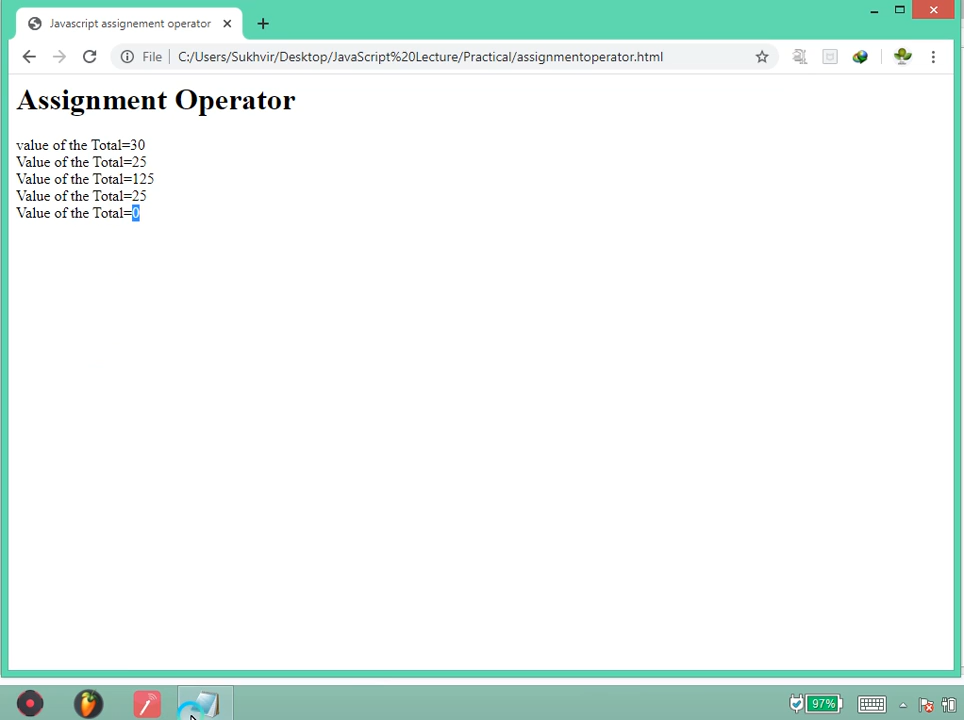 Javascript assignement operator
File
C:/Users/Sukhvir/Desktop/JavaScript%20Lecture/Practical/assignmentoperator.html
Assignment Operator
value of the Total=30
Value of the Total=25
Value of the Total=125
Value of the Total=25
Value of the Total=0
97%